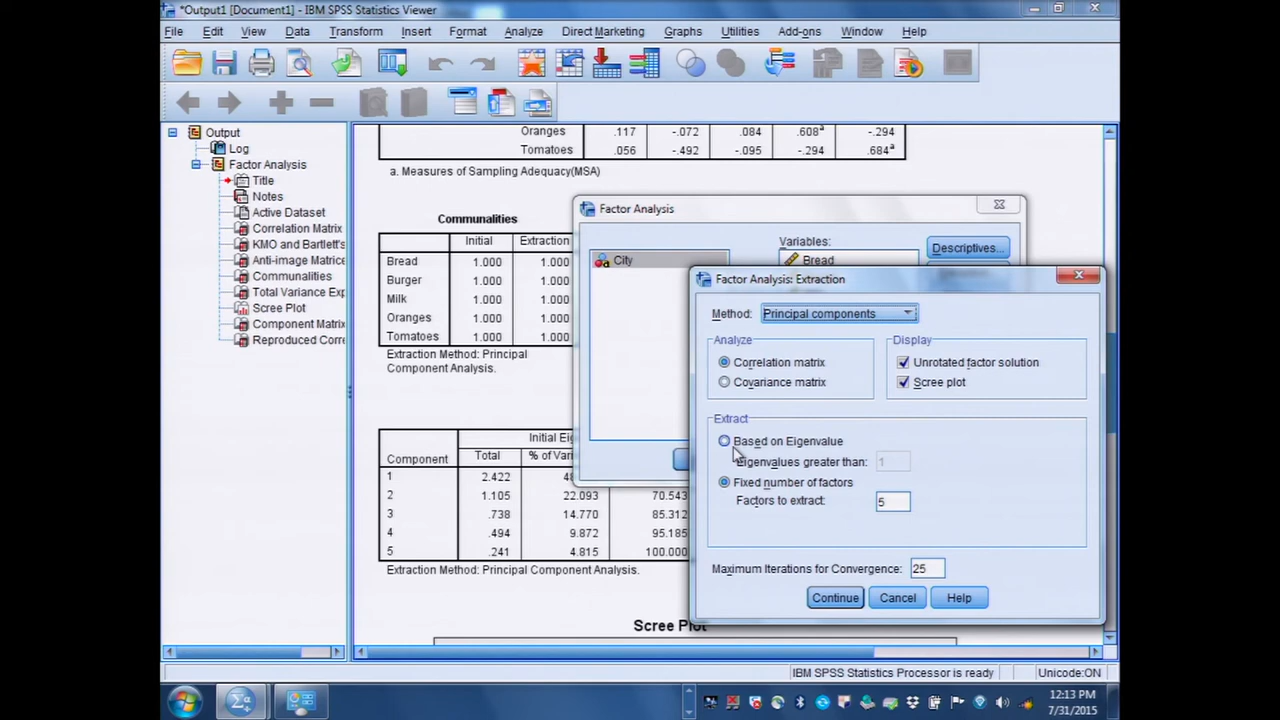 *Output1 [Document1] - IBM SPSS Statistics Viewer
File Edit View Data Transform Insert Format Analyze Direct Marketing Graphs Utilities Add-ons Window Help
Output
Log
Factor Analysis
Title
Notes
Active Dataset
Correlation Matrix
KMO and Bartlett's
Anti-image Matrice
Communalities
Total Variance Exp
Scree Plot
Component Matrix
Reproduced Corre
Oranges .117 -.072 .084 .608a -.294
Tomatoes .056 -.492 -.095 -.294 .684a
a. Measures of Sampling Adequacy(MSA)
Communalities
Initial Extraction
Bread 1.000 1.000
Burger 1.000 1.000
Milk 1.000 1.000
Oranges 1.000 1.000
Tomatoes 1.000 1.000
Extraction Method: Principal
Component Analysis.
Initial Ei
Component Total % of Vari
1 2.422 48
2 1.105 22.093 70.543
3 .738 14.770 85.312
4 .494 9.872 95.185
5 .241 4.815 100.000
Extraction Method: Principal Component Analysis.
Scree Plot
Factor Analysis
City
Variables:
Bread
Descriptives...
Factor Analysis: Extraction
Method: Principal components
Analyze
Correlation matrix
Covariance matrix
Display
Unrotated factor solution
Scree plot
Extract
Based on Eigenvalue
Eigenvalues greater than: 1
Fixed number of factors
Factors to extract: 5
Maximum Iterations for Convergence: 25
Continue Cancel Help
IBM SPSS Statistics Processor is ready Unicode:ON
12:13 PM
7/31/2015